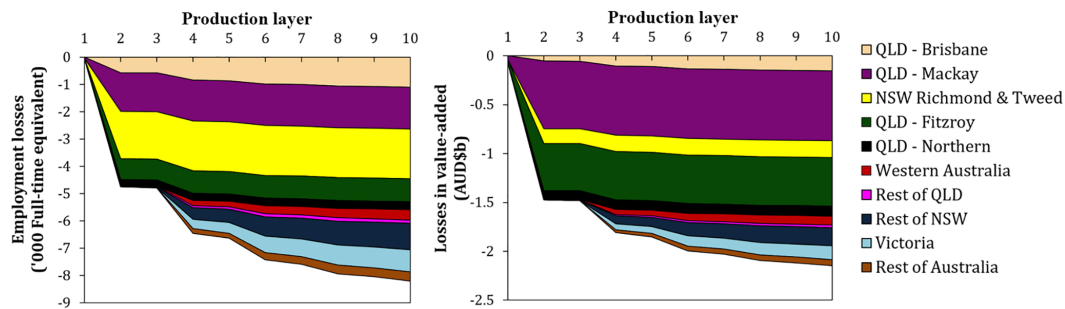 Production layer
1 2 3 4 5 6 7 8 9 10
0
-1
-2
-3
-4
-5
-6
-7
-8
-9
Employment losses
('000 Full-time equivalent)
Production layer
1 2 3 4 5 6 7 8 9 10
0
-0.5
-1
-1.5
-2
-2.5
Losses in value-added
(AUD$b)
QLD - Brisbane
QLD - Mackay
NSW Richmond & Tweed
QLD - Fitzroy
QLD - Northern
Western Australia
Rest of QLD
Rest of NSW
Victoria
Rest of Australia